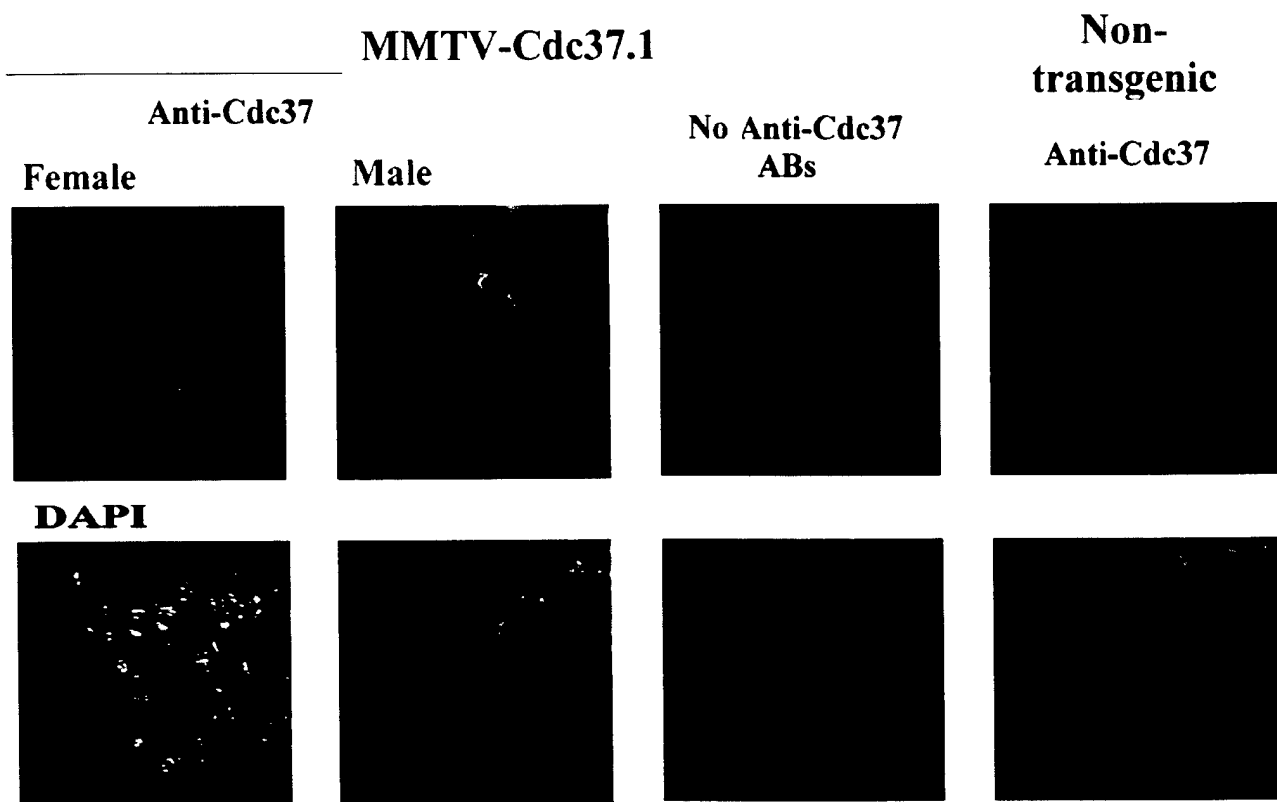 MMTV-Cdc37.1
Non-
transgenic
Anti-Cdc37
No Anti-Cdc37
ABs
Anti-Cdc37
Female
Male
DAPI